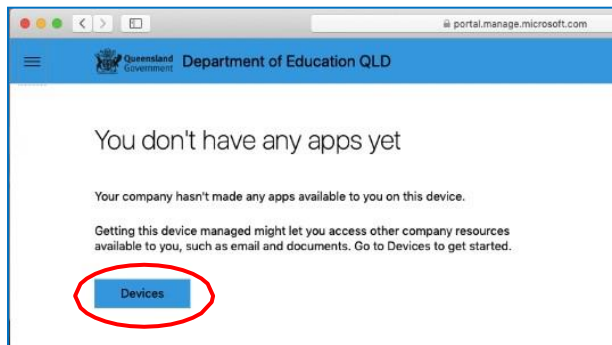 portal.manage.microsoft.com
Queensland
Government
Department of Education QLD
You don't have any apps yet
Your company hasn't made any apps available to you on this device.
Getting this device managed might let you access other company resources
available to you, such as email and documents. Go to Devices to get started.
Devices